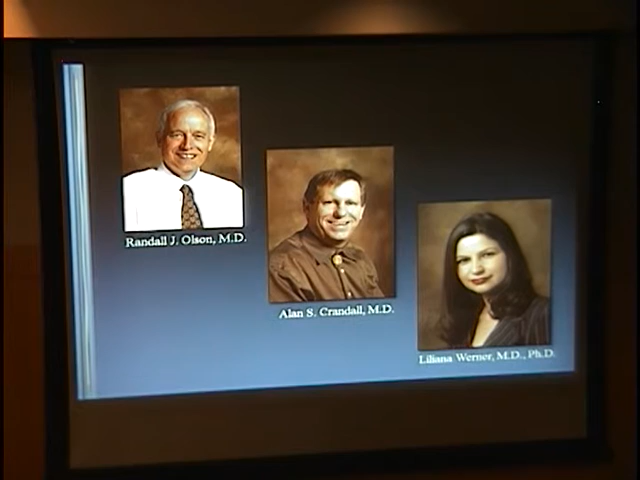 Randall J. Olson, M.D.
Alan S. Crandall, M.D.
Liliana Werner, M.D., Ph.D.